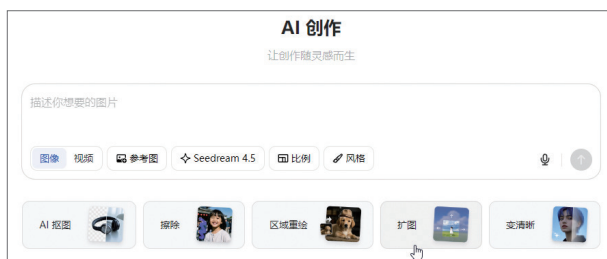 AI 创作
让创作随灵感而生
描述你想要的图片
图像 视频 参考图 Seedream 4.5 比例 风格
AI 抠图 擦除 区域重绘 扩图 变清晰